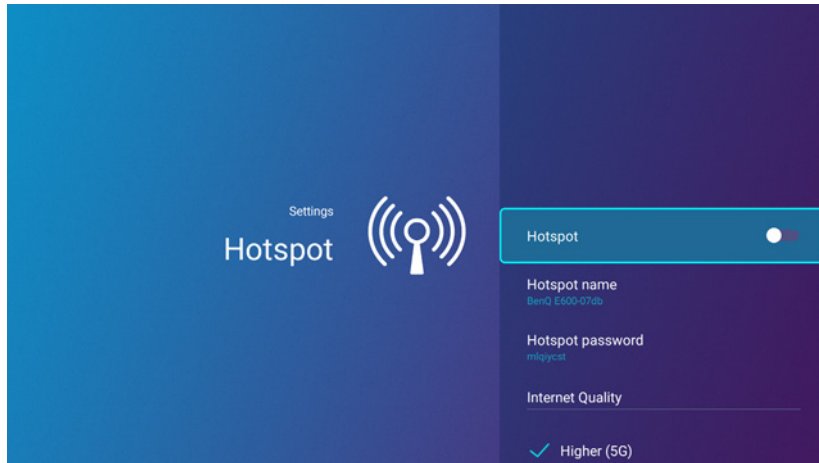 Settings
Hotspot
Hotspot
Hotspot name
BenQ E600-07db
Hotspot password
mlqiycst
Internet Quality
Higher (5G)